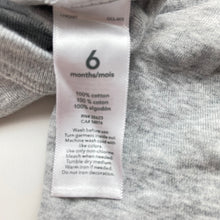 6
months/mois
100% cotton
100 % coton
100% algodón
Wash before use.
Turn garment inside out.
Machine wash cold with
like colors.
Use only non-chlorine
bleach when needed.
Tumble dry medium.
Warm iron if needed.
Do not iron decoration.